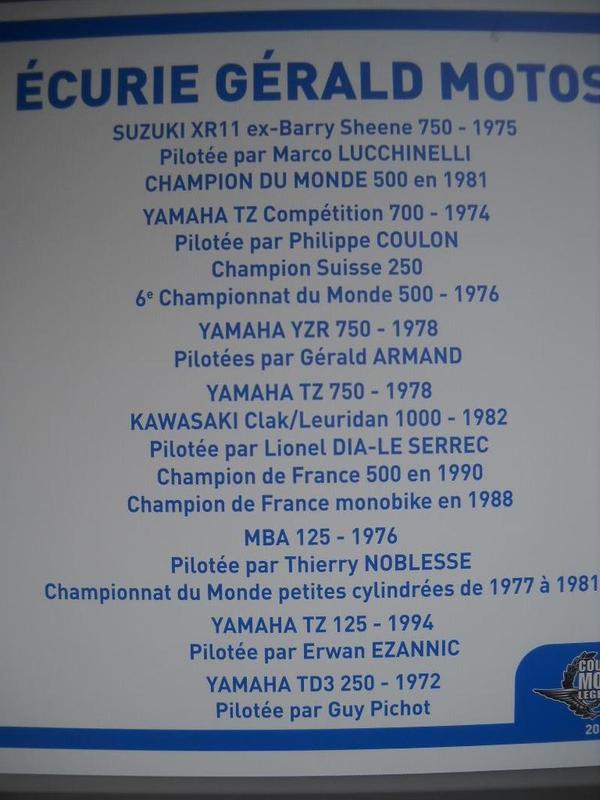 ÉCURIE GÉRALD MOTOS
SUZUKI XR11 ex-Barry Sheene 750 - 1975
Pilotée par Marco LUCCHINELLI
CHAMPION DU MONDE 500 en 1981
YAMAHA TZ Compétition 700 - 1974
Pilotée par Philippe COULON
Champion Suisse 250
6e Championnat du Monde 500 - 1976
YAMAHA YZR 750 - 1978
Pilotées par Gérald ARMAND
YAMAHA TZ 750 - 1978
KAWASAKI Clak/Leuridan 1000 - 1982
Pilotée par Lionel DIA-LE SERREC
Champion de France 500 en 1990
Champion de France monobike en 1988
MBA 125 - 1976
Pilotée par Thierry NOBLESSE
Championnat du Monde petites cylindrées de 1977 à 1981
YAMAHA TZ 125 - 1994
Pilotée par Erwan EZANNIC
YAMAHA TD3 250 - 1972
Pilotée par Guy Pichot